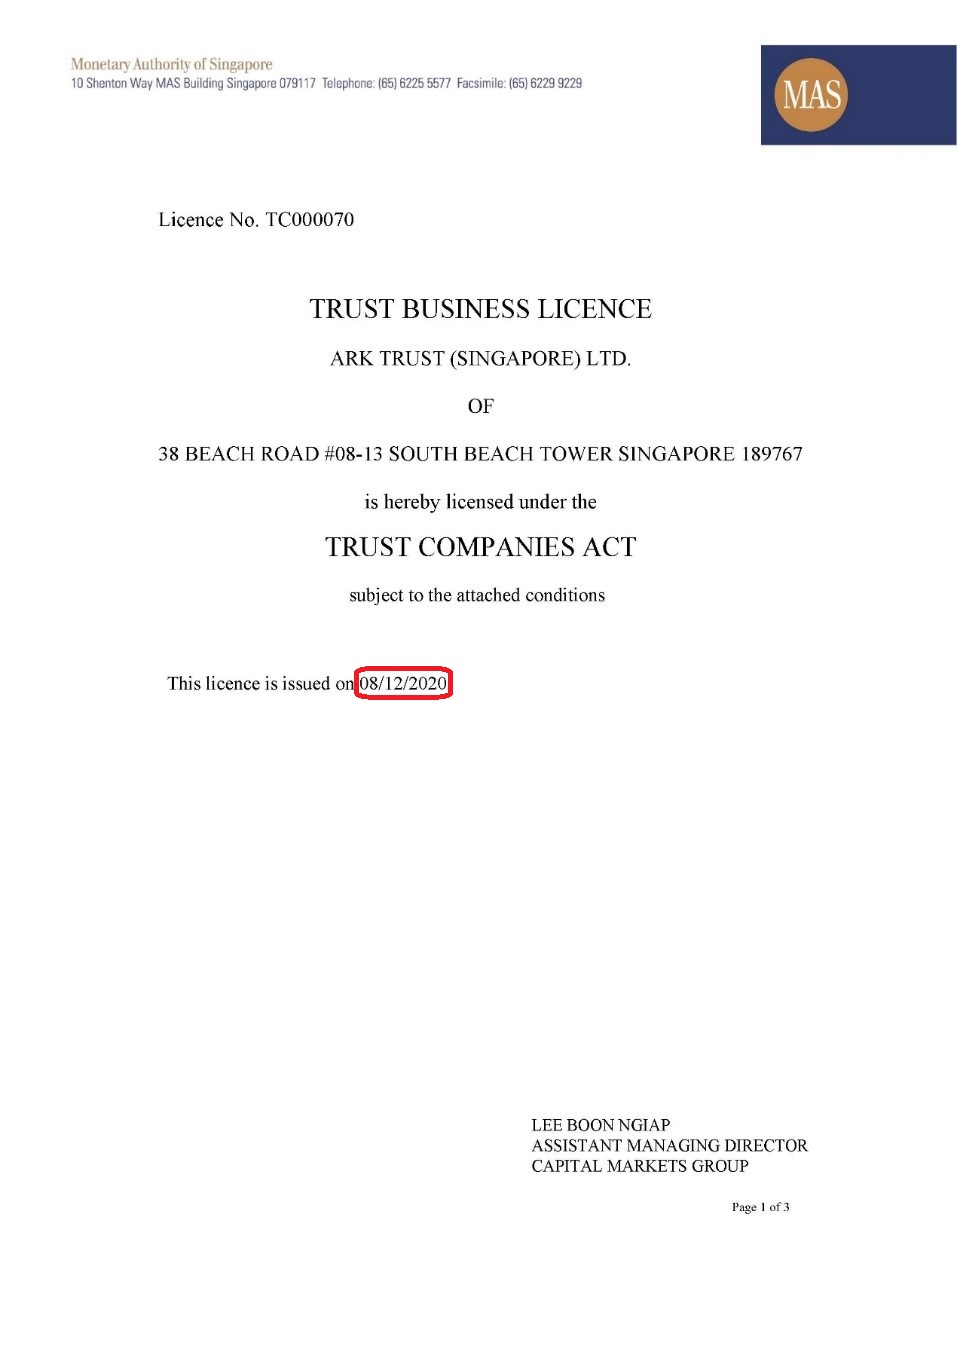 Monetary Authority of Singapore
10 Shenton Way MAS Building Singapore 079117 Telephone: (65) 6225 5577 Facsimile: (65) 6229 9229
MAS
Licence No. TC000070
TRUST BUSINESS LICENCE
ARK TRUST (SINGAPORE) LTD.
OF
38 BEACH ROAD #08-13 SOUTH BEACH TOWER SINGAPORE 189767
is hereby licensed under the
TRUST COMPANIES ACT
subject to the attached conditions
This licence is issued on 08/12/2020
LEE BOON NGIAP
ASSISTANT MANAGING DIRECTOR
CAPITAL MARKETS GROUP
Page 1 of 3